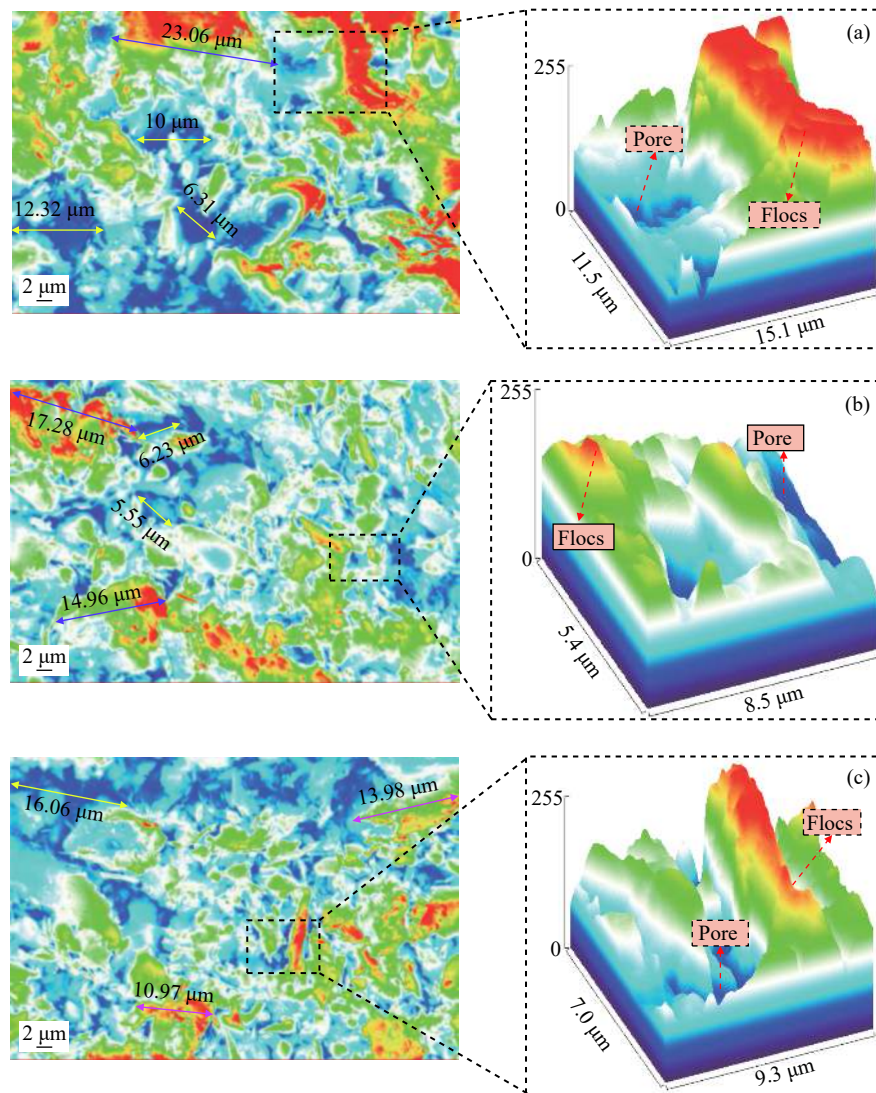 23.06 μm
10 μm
6.31 μm
12.32 μm
2 μm
(a)
255
Pore
Flocs
0
11.5 μm
15.1 μm
17.28 μm
6.23 μm
5.55 μm
14.96 μm
2 μm
255
(b)
Pore
Flocs
0
5.4 μm
8.5 μm
16.06 μm
13.98 μm
10.97 μm
2 μm
(c)
255
Flocs
Pore
0
7.0 μm
9.3 μm